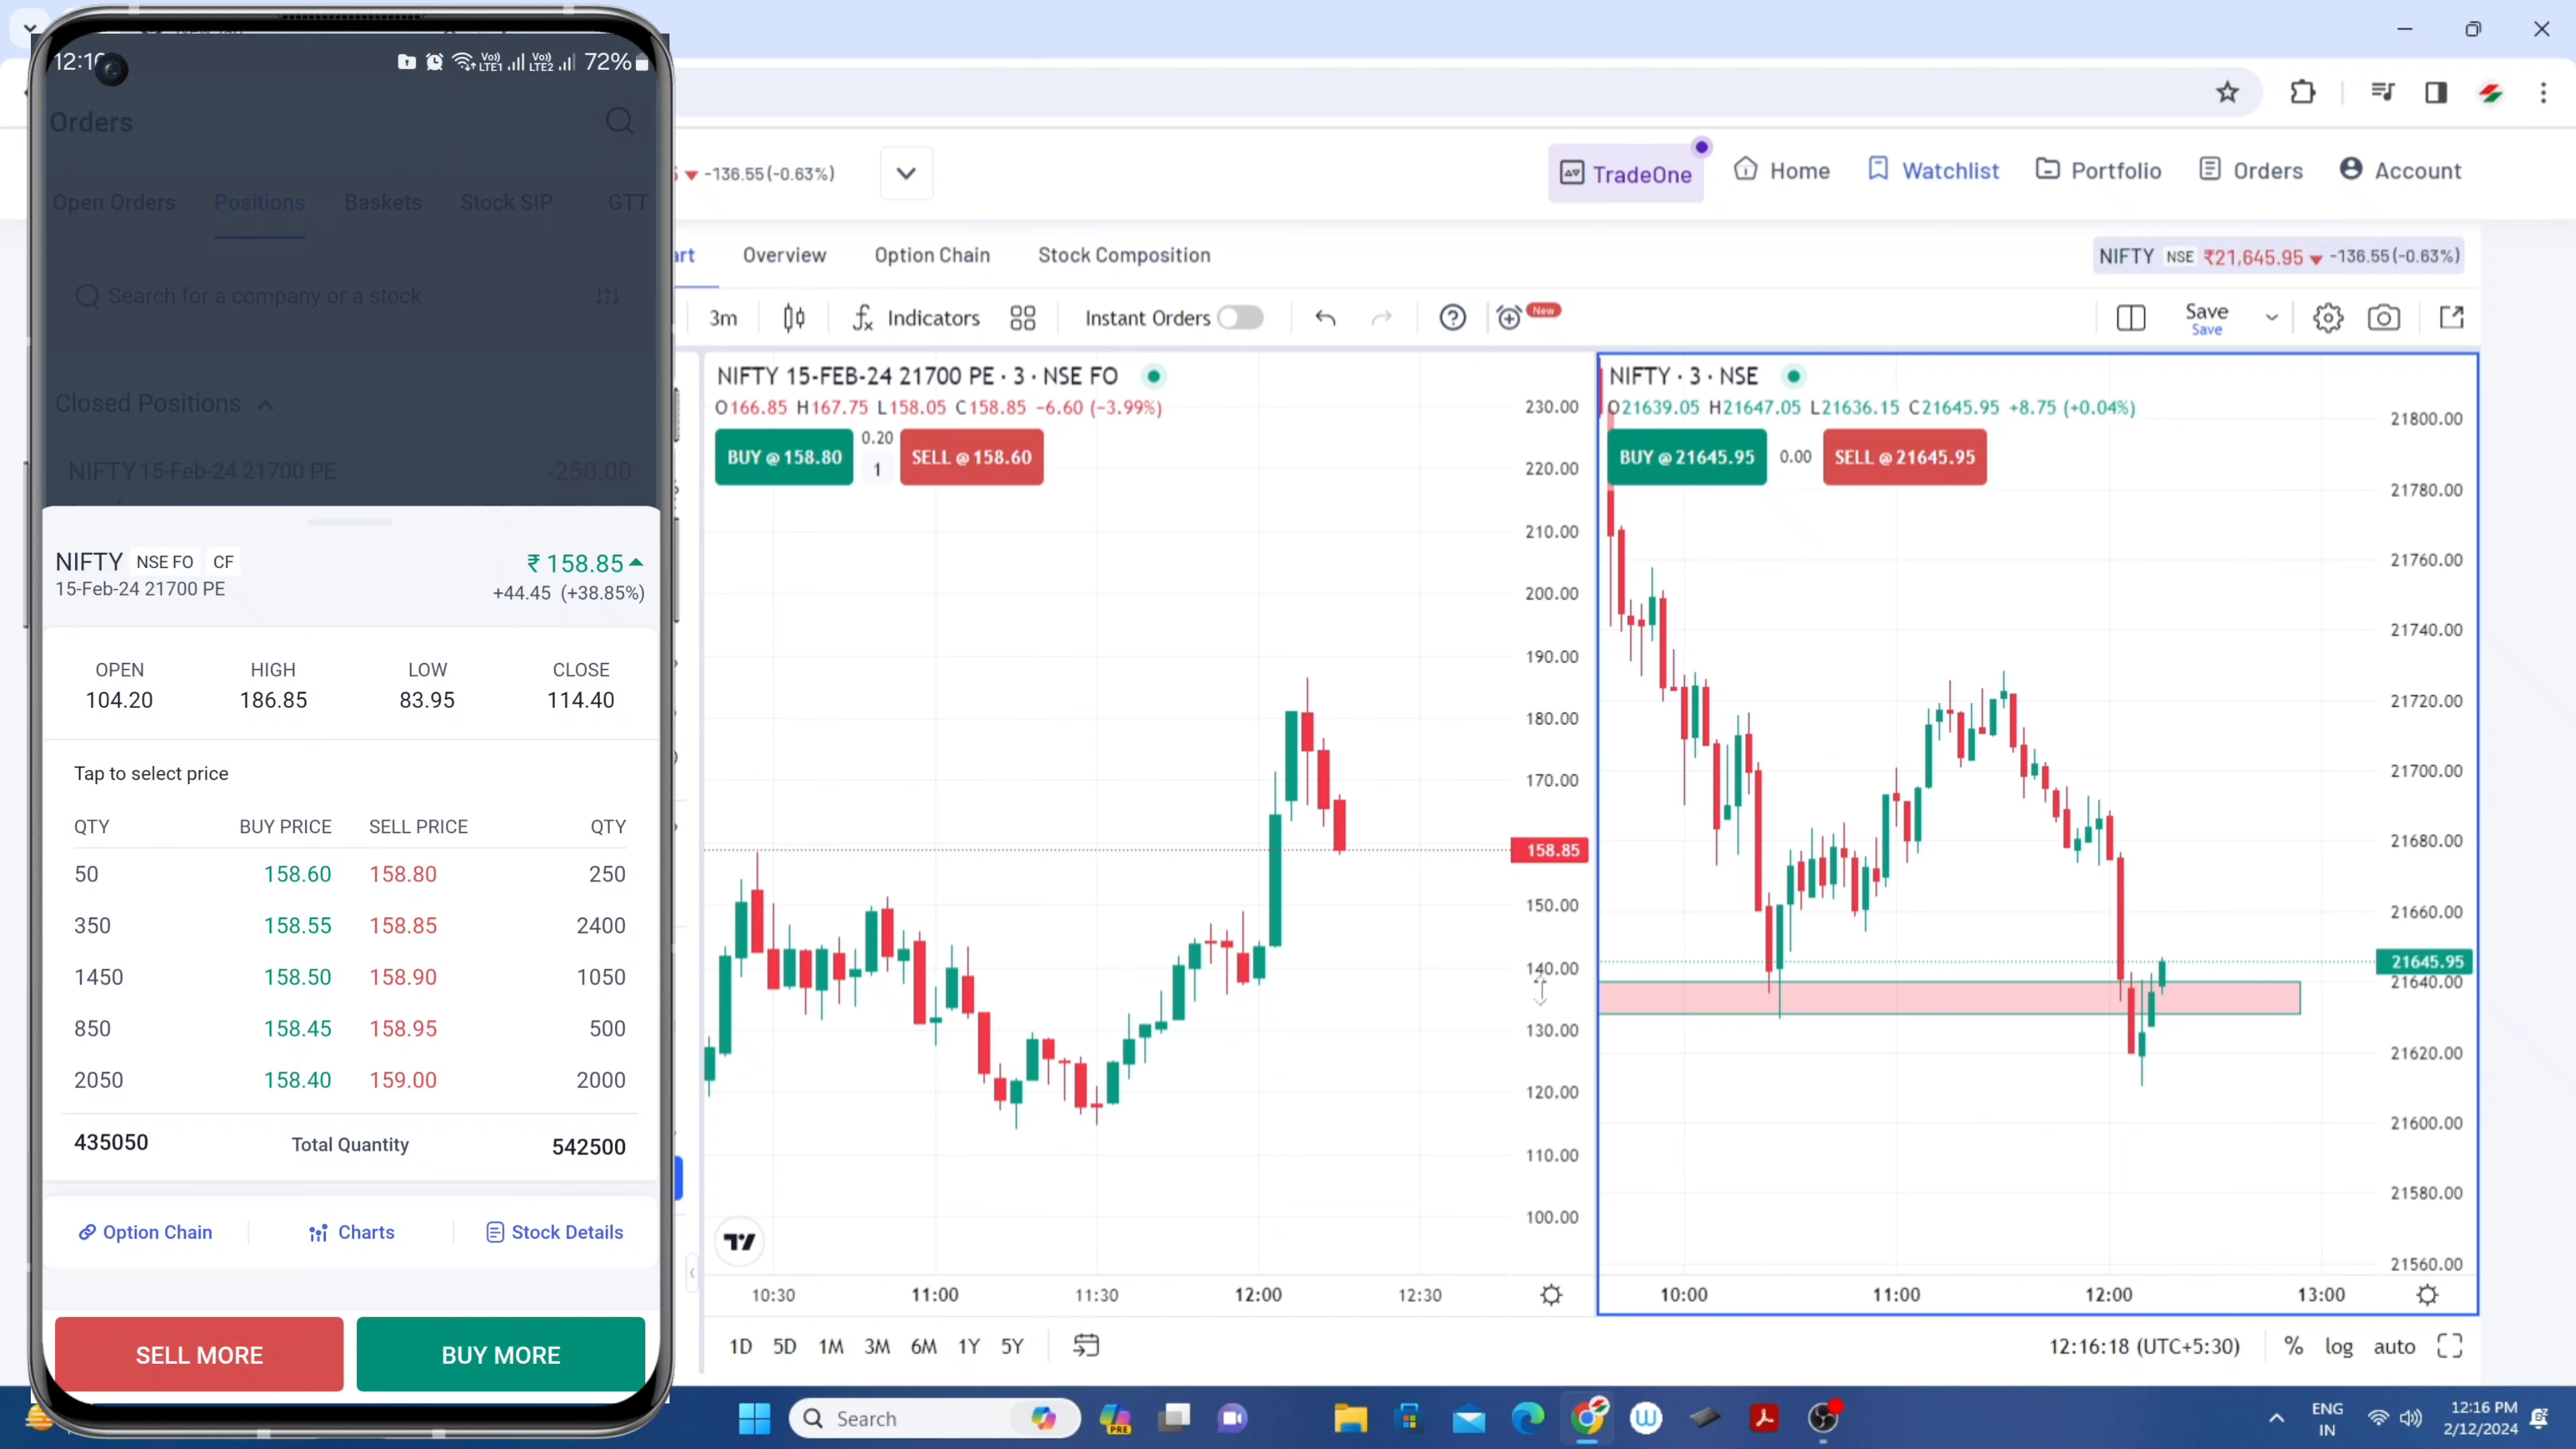 12:1
Vo)) LTE1 Vo)) LTE2 72%
Orders
Open Orders Positions Baskets Stock SIP GTT
Search for a company or a stock
Closed Positions
NIFTY 15-Feb-24 21700 PE -250.00
NIFTY NSE FO CF ₹ 158.85
15-Feb-24 21700 PE +44.45 (+38.85%)
OPEN HIGH LOW CLOSE
104.20 186.85 83.95 114.40
Tap to select price
QTY BUY PRICE SELL PRICE QTY
50 158.60 158.80 250
350 158.55 158.85 2400
1450 158.50 158.90 1050
850 158.45 158.95 500
2050 158.40 159.00 2000
435050 Total Quantity 542500
Option Chain Charts Stock Details
SELL MORE BUY MORE
-136.55(-0.63%)
TradeOne Home Watchlist Portfolio Orders Account
Overview Option Chain Stock Composition
NIFTY NSE ₹21,645.95 -136.55(-0.63%)
3m Indicators Instant Orders New Save
Save
NIFTY 15-FEB-24 21700 PE · 3 · NSE FO
O166.85 H167.75 L158.05 C158.85 -6.60 (-3.99%)
BUY @ 158.80 0.20 SELL @ 158.60
1
230.00
220.00
210.00
200.00
190.00
180.00
170.00
158.85
150.00
140.00
130.00
120.00
110.00
100.00
10:30 11:00 11:30 12:00 12:30
NIFTY · 3 · NSE
O21639.05 H21647.05 L21636.15 C21645.95 +8.75 (+0.04%)
BUY @ 21645.95 0.00 SELL @ 21645.95
21800.00
21780.00
21760.00
21740.00
21720.00
21700.00
21680.00
21660.00
21645.95
21640.00
21620.00
21600.00
21580.00
21560.00
10:00 11:00 12:00 13:00
1D 5D 1M 3M 6M 1Y 5Y
12:16:18 (UTC+5:30) % log auto
Search
PRE
ENG
IN
12:16 PM
2/12/2024